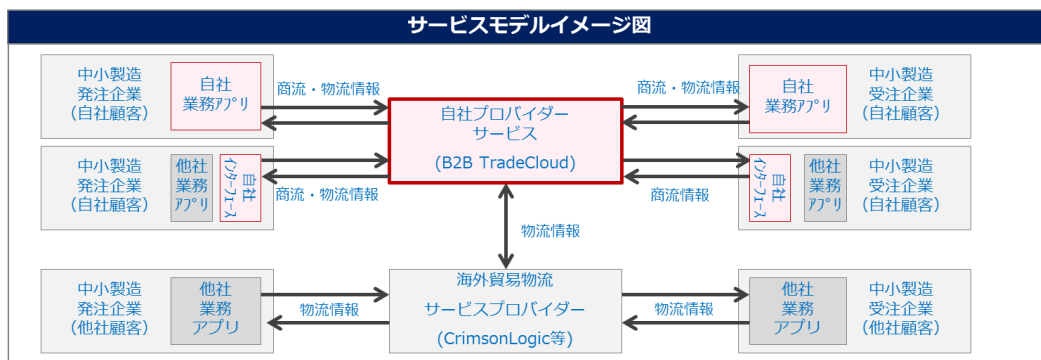 サービスモデルイメージ図
中小製造
発注企業
(自社顧客)
自社
業務ｱﾌﾟﾘ
商流・物流情報
自社プロバイダー
サービス
(B2B TradeCloud)
商流・物流情報
自社
業務ｱﾌﾟﾘ
中小製造
受注企業
(自社顧客)
中小製造
発注企業
(自社顧客)
他社
業務
ｱﾌﾟﾘ
自社
ｲﾝﾀｰﾌｪｰｽ
商流・物流情報
商流情報
自社
ｲﾝﾀｰﾌｪｰｽ
他社
業務
ｱﾌﾟﾘ
中小製造
受注企業
(自社顧客)
物流情報
中小製造
発注企業
(他社顧客)
他社
業務
アプリ
物流情報
海外貿易物流
サービスプロバイダー
(CrimsonLogic等)
物流情報
他社
業務
アプリ
中小製造
受注企業
(他社顧客)